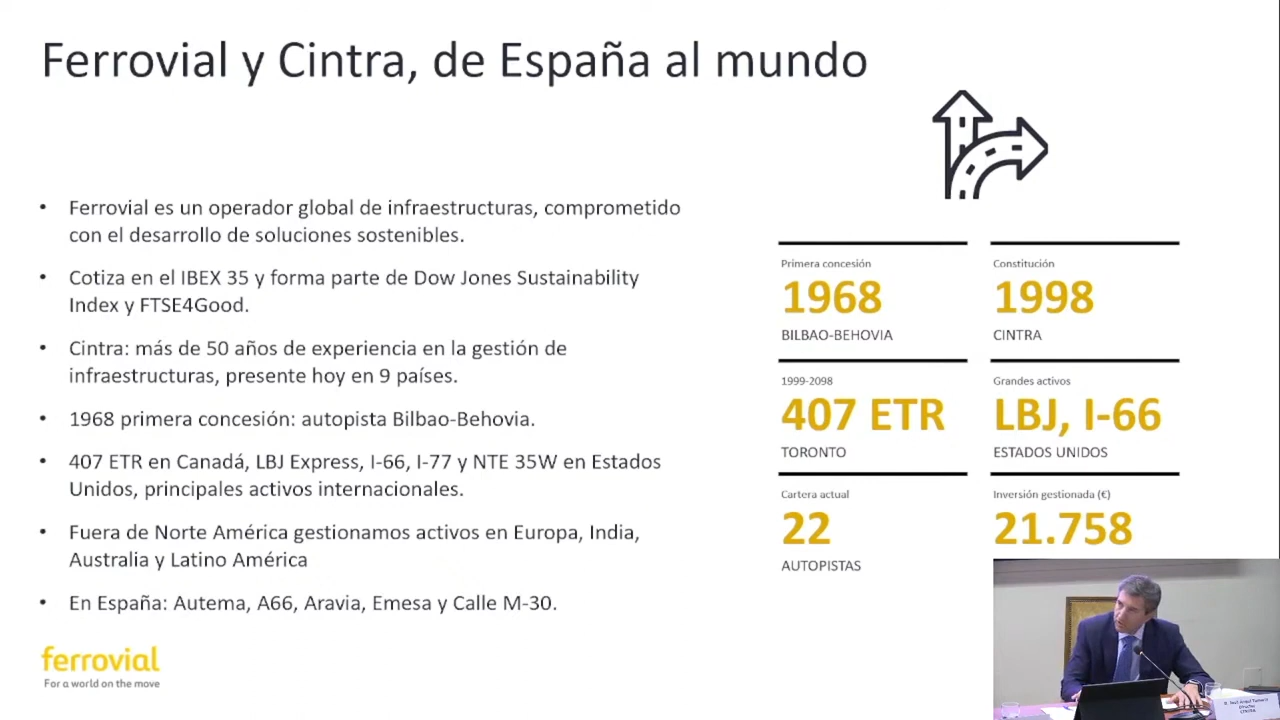 Ferrovial y Cintra, de España al mundo
• Ferrovial es un operador global de infraestructuras, comprometido
con el desarrollo de soluciones sostenibles.
• Cotiza en el IBEX 35 y forma parte de Dow Jones Sustainability
Index y FTSE4Good.
• Cintra: más de 50 años de experiencia en la gestión de
infraestructuras, presente hoy en 9 países.
• 1968 primera concesión: autopista Bilbao-Behovia.
• 407 ETR en Canadá, LBJ Express, I-66, I-77 y NTE 35W en Estados
Unidos, principales activos internacionales.
• Fuera de Norte América gestionamos activos en Europa, India,
Australia y Latino América
• En España: Autema, A66, Aravia, Emesa y Calle M-30.
Primera concesión
1968
BILBAO-BEHOVIA
Constitución
1998
CINTRA
1999-2098
407 ETR
TORONTO
Grandes activos
LBJ, I-66
ESTADOS UNIDOS
Cartera actual
22
AUTOPISTAS
Inversión gestionada (€)
21.758
ferrovial
For a world on the move